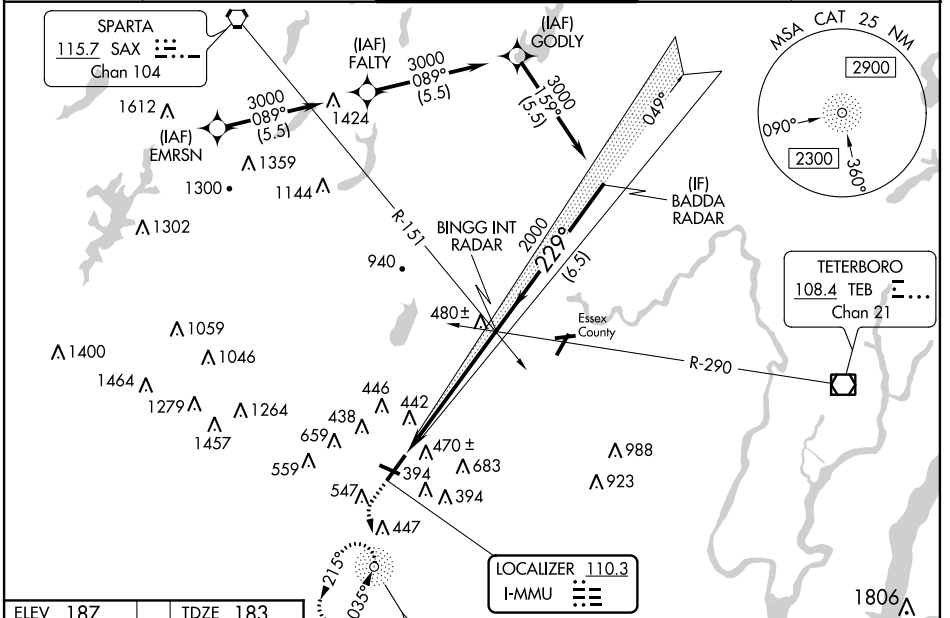 SPARTA
115.7 SAX
Chan 104
(IAF)
FALTY
(IAF)
GODLY
3000
089°
(5.5)
3000
159°
(5.5)
3000
089°
(5.5)
(IAF)
EMRSN
1612
1424
1359
1300
1144
1302
940
R-151
049°
MSA CAT 25 NM
2900
090°
2300
360°
(IF)
BADDA
RADAR
BINGG INT
RADAR
2000
229°
(6.5)
480±
Essex
County
R-290
TETERBORO
108.4 TEB
Chan 21
1059
1400
1046
1464
1279
1264
1457
446
442
438
659
559
470 ±
394
683
547
394
447
988
923
215°
035°
LOCALIZER 110.3
I-MMU
1806
ELEV 187
TDZE 183